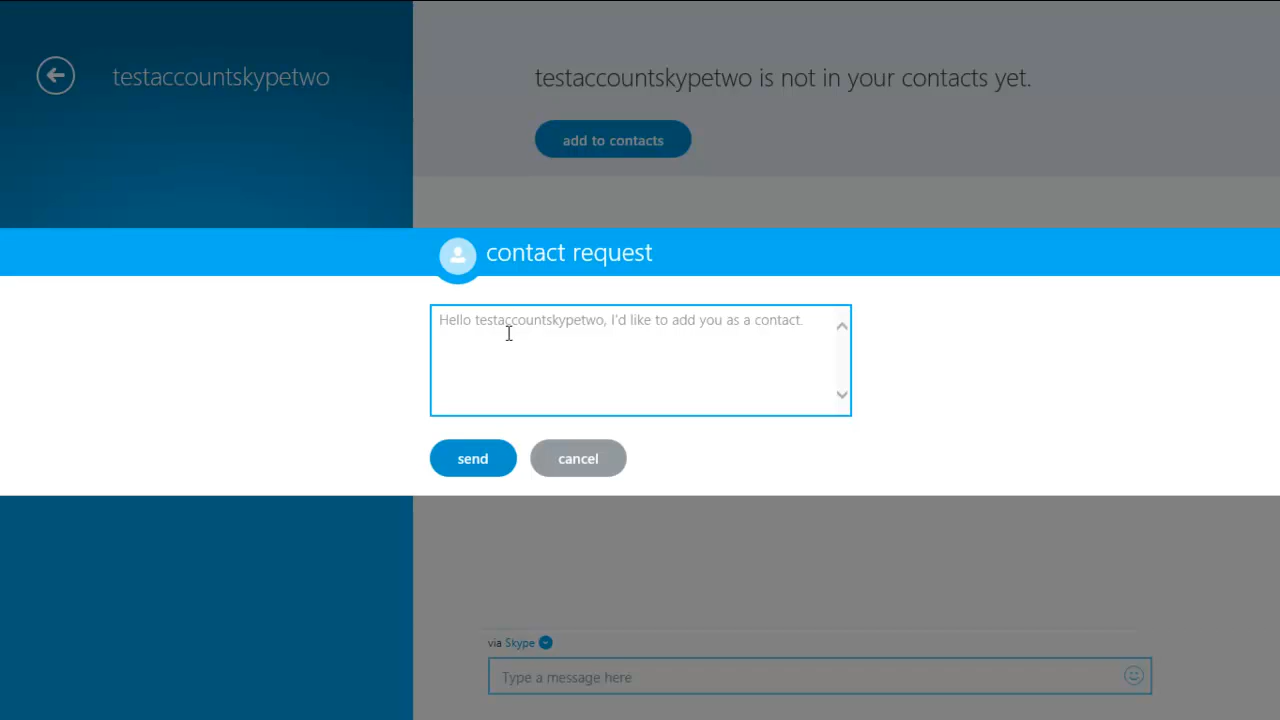 testaccountskypetwo
testaccountskypetwo is not in your contacts yet.
add to contacts
contact request
Hello testaccountskypetwo, I'd like to add you as a contact.
send
cancel
via Skype
Type a message here